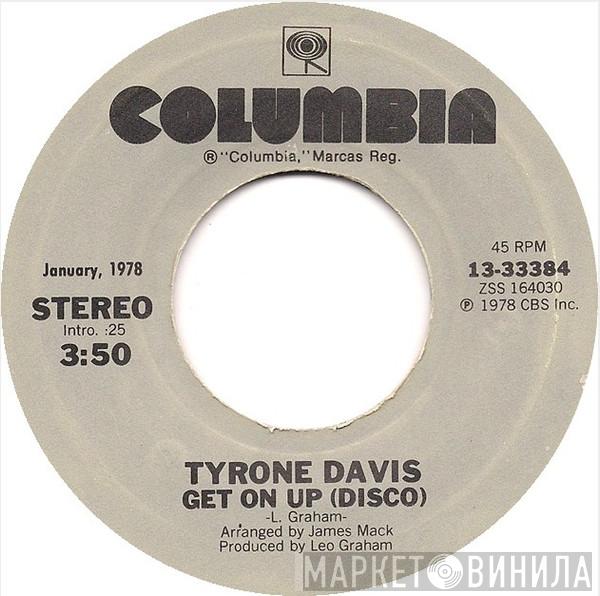 COLUMBIA
® "Columbia," Marcas Reg.
January, 1978
STEREO
Intro. :25
3:50
45 RPM
13-33384
ZSS 164030
℗ 1978 CBS Inc.
TYRONE DAVIS
GET ON UP (DISCO)
-L. Graham-
Arranged by James Mack
Produced by Leo Graham
МАРКЕТ ВИНИЛА